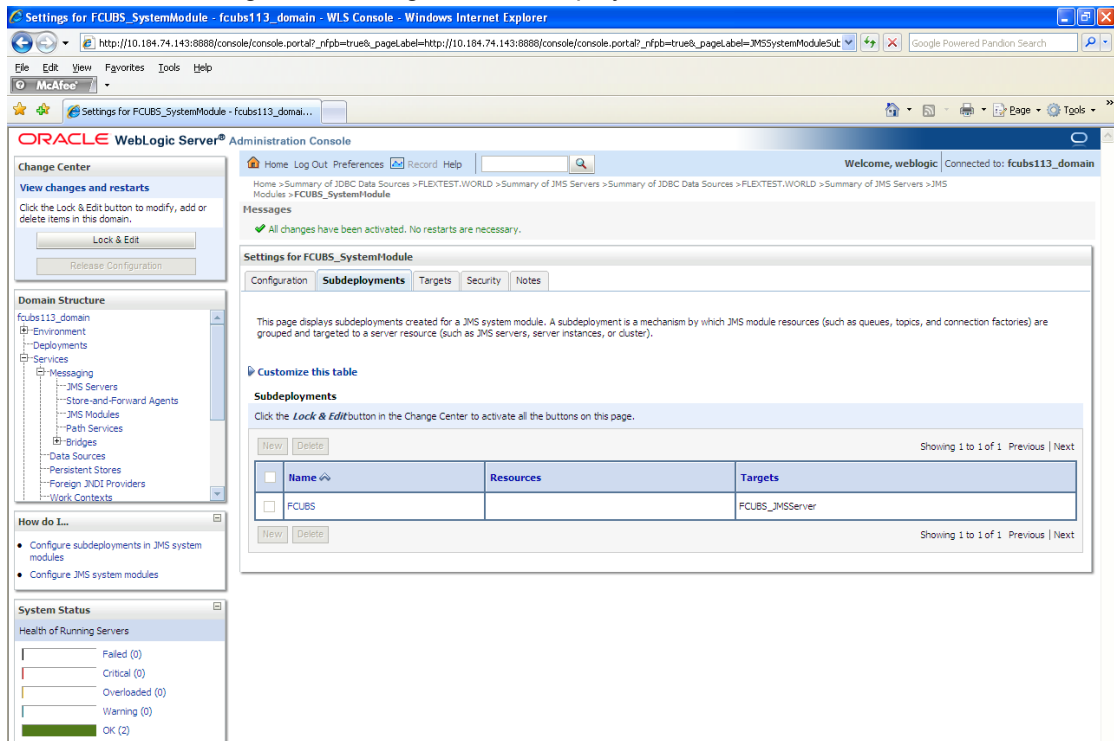 Settings for FCUBS_SystemModule - fcubs113_domain - WLS Console - Windows Internet Explorer
http://10.184.74.143:8888/console/console.portal?_nfpb=true&_pageLabel=http://10.184.74.143:8888/console/console.portal?_nfpb=true&_pageLabel=JMSSystemModuleSub
Google Powered Pandion Search
File Edit View Favorites Tools Help
McAfee
Settings for FCUBS_SystemModule - fcubs113_domai...
Page Tools
ORACLE WebLogic Server® Administration Console
Change Center
View changes and restarts
Click the Lock & Edit button to modify, add or
delete items in this domain.
Lock & Edit
Release Configuration
Domain Structure
fcubs113_domain
Environment
Deployments
Services
Messaging
JMS Servers
Store-and-Forward Agents
JMS Modules
Path Services
Bridges
Data Sources
Persistent Stores
Foreign JNDI Providers
Work Contexts
How do I...
Configure subdeployments in JMS system
modules
Configure JMS system modules
System Status
Health of Running Servers
Failed (0)
Critical (0)
Overloaded (0)
Warning (0)
OK (2)
Home Log Out Preferences Record Help
Welcome, weblogic Connected to: fcubs113_domain
Home >Summary of JDBC Data Sources >FLEXTEST.WORLD >Summary of JMS Servers >Summary of JDBC Data Sources >FLEXTEST.WORLD >Summary of JMS Servers >JMS
Modules >FCUBS_SystemModule
Messages
All changes have been activated. No restarts are necessary.
Settings for FCUBS_SystemModule
Configuration Subdeployments Targets Security Notes
This page displays subdeployments created for a JMS system module. A subdeployment is a mechanism by which JMS module resources (such as queues, topics, and connection factories) are
grouped and targeted to a server resource (such as JMS servers, server instances, or cluster).
Customize this table
Subdeployments
Click the Lock & Edit button in the Change Center to activate all the buttons on this page.
New Delete Showing 1 to 1 of 1 Previous | Next
Name Resources Targets
FCUBS FCUBS_JMSServer
New Delete Showing 1 to 1 of 1 Previous | Next